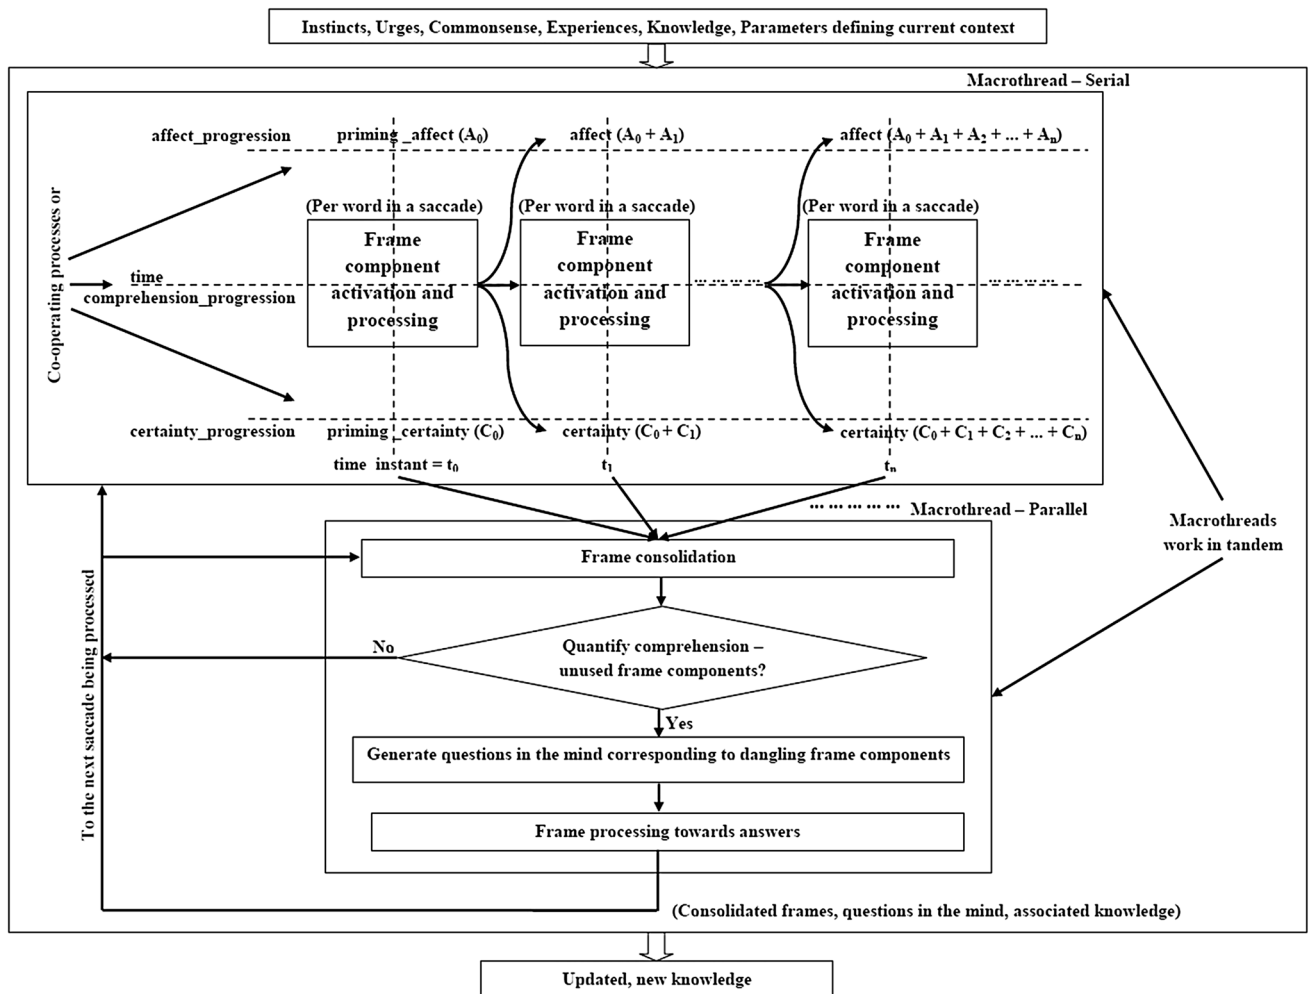 Instincts, Urges, Commonsense, Experiences, Knowledge, Parameters defining current context
Macrothread – Serial
affect_progression
priming _affect (A₀)
affect (A₀ + A₁)
affect (A₀ + A₁ + A₂ + ... + Aₙ)
Co-operating processes or
(Per word in a saccade)
(Per word in a saccade)
(Per word in a saccade)
Frame
component
activation and
processing
Frame
component
activation and
processing
Frame
component
activation and
processing
time
comprehension_progression
... ... ... ... ...
... ... ... ... ...
certainty_progression
priming _certainty (C₀)
certainty (C₀ + C₁)
certainty (C₀ + C₁ + C₂ + ... + Cₙ)
time instant = t₀
t₁
tₙ
... ... ... ... ...
Macrothread – Parallel
Macrothreads
work in tandem
Frame consolidation
Quantify comprehension –
unused frame components?
No
Yes
Generate questions in the mind corresponding to dangling frame components
Frame processing towards answers
To the next saccade being processed
(Consolidated frames, questions in the mind, associated knowledge)
Updated, new knowledge